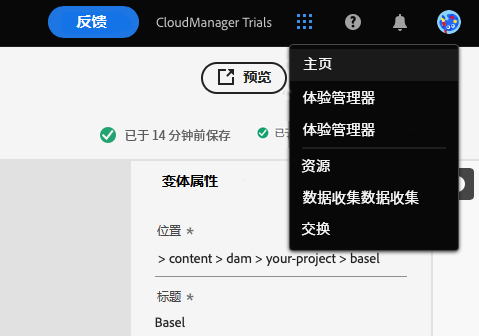 反馈
CloudManager Trials
主页
预览
体验管理器
体验管理器
已于 14 分钟前保存
已于
资源
变体属性
数据收集数据收集
交换
位置 *
> content > dam > your-project > basel
标题 *
Basel